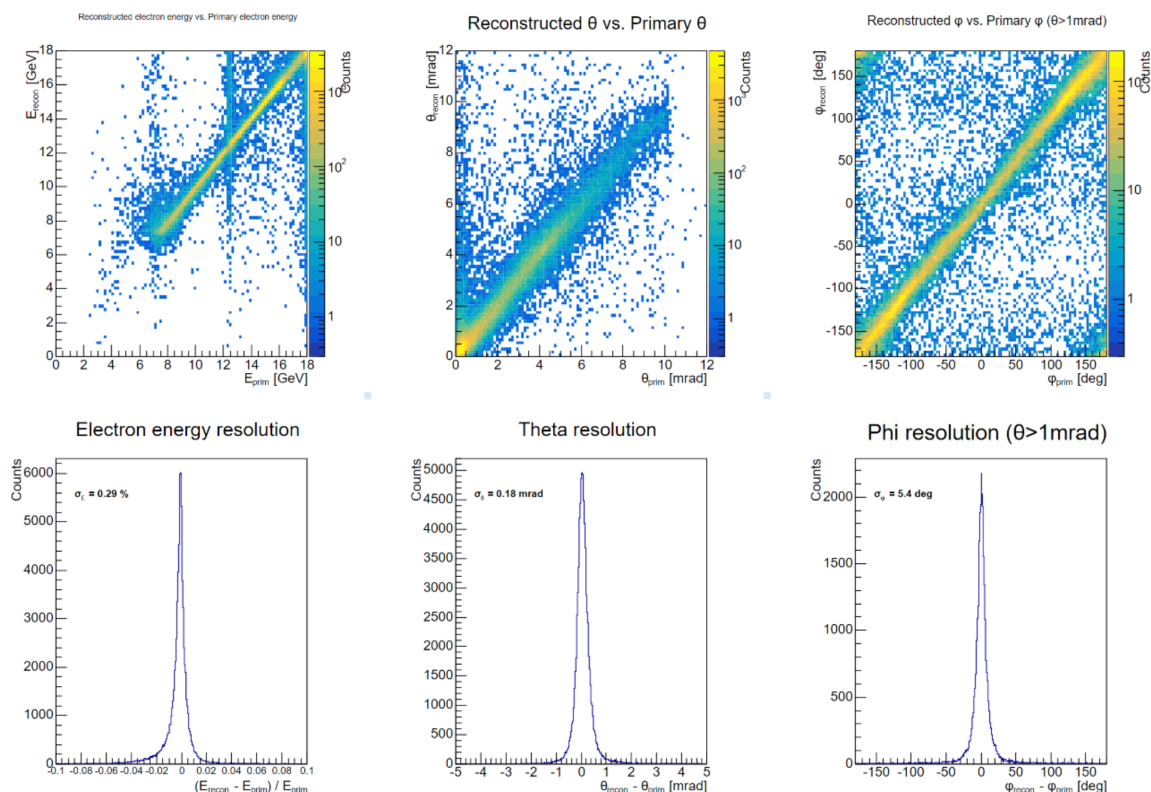 Reconstructed electron energy vs. Primary electron energy
E_recon [GeV]
18
16
14
12
10
8
6
4
2
0
0 2 4 6 8 10 12 14 16 18
E_prim [GeV]
Counts
10³
10²
10
1
Reconstructed θ vs. Primary θ
θ_recon [mrad]
12
10
8
6
4
2
0
0 2 4 6 8 10 12
θ_prim [mrad]
Counts
10³
10²
10
1
Reconstructed φ vs. Primary φ (θ>1mrad)
φ_recon [deg]
150
100
50
0
-50
-100
-150
-150 -100 -50 0 50 100 150
φ_prim [deg]
Counts
10²
10
1
Electron energy resolution
Counts
σ_E = 0.29 %
6000
5000
4000
3000
2000
1000
0
-0.1 -0.08 -0.06 -0.04 -0.02 0 0.02 0.04 0.06 0.08 0.1
(E_recon - E_prim) / E_prim
Theta resolution
Counts
σ_θ = 0.18 mrad
5000
4500
4000
3500
3000
2500
2000
1500
1000
500
0
-5 -4 -3 -2 -1 0 1 2 3 4 5
θ_recon - θ_prim [mrad]
Phi resolution (θ>1mrad)
Counts
σ_φ = 5.4 deg
2000
1500
1000
500
0
-150 -100 -50 0 50 100 150
φ_recon - φ_prim [deg]